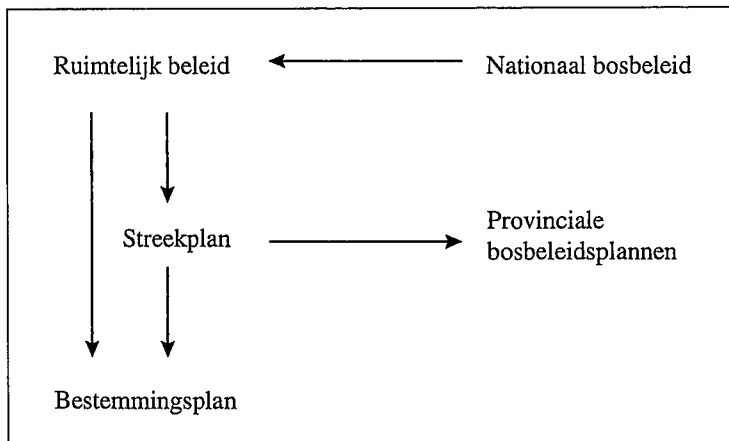 Ruimtelijk beleid
Nationaal bosbeleid
Streekplan
Provinciale
bosbeleidsplannen
Bestemmingsplan